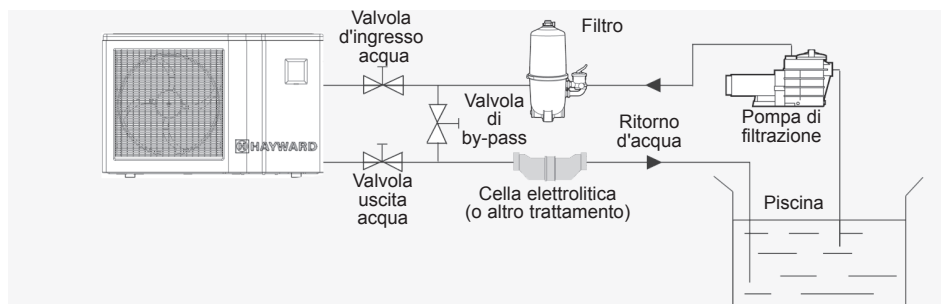 Valvola
d'ingresso
acqua
Filtro
HAYWARD
Valvola
di
by-pass
Ritorno
d'acqua
Pompa di
filtrazione
Valvola
uscita
acqua
Cella elettrolitica
(o altro trattamento)
Piscina